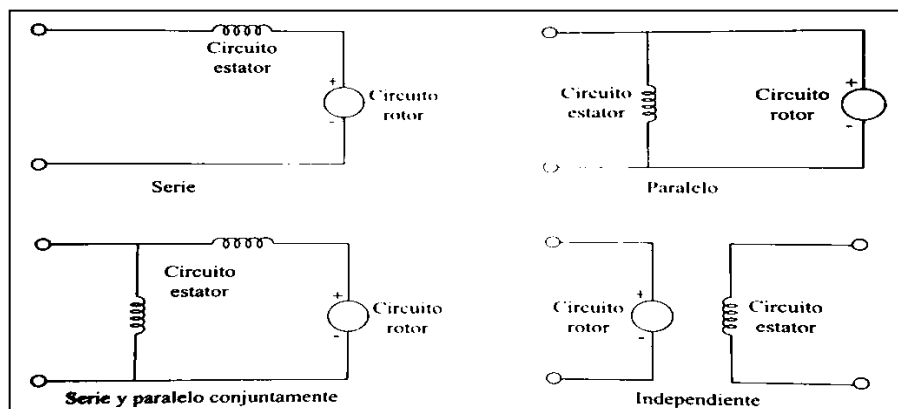 Circuito
estator
+
Circuito
rotor
-
Serie
Circuito
estator
Circuito
rotor
+
-
Paralelo
Circuito
estator
+
Circuito
rotor
-
Serie y paralelo conjuntamente
Circuito
rotor
+
-
Circuito
estator
Independiente